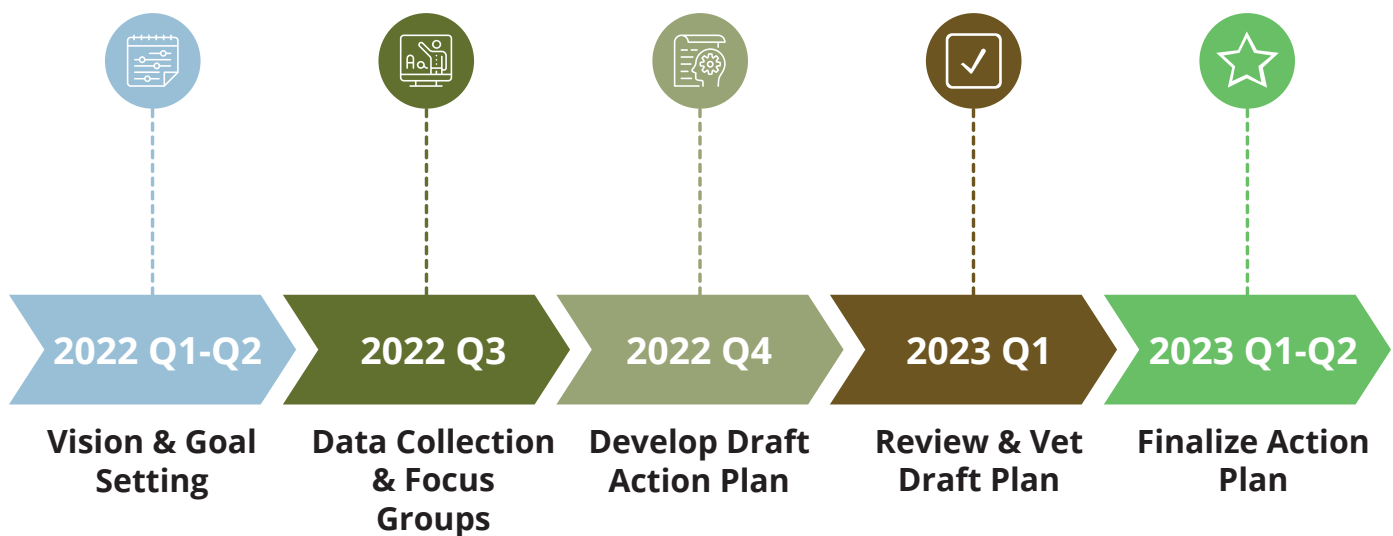 Aa
2022 Q1-Q2
2022 Q3
2022 Q4
2023 Q1
2023 Q1-Q2
Vision & Goal
Setting
Data Collection
& Focus
Groups
Develop Draft
Action Plan
Review & Vet
Draft Plan
Finalize Action
Plan